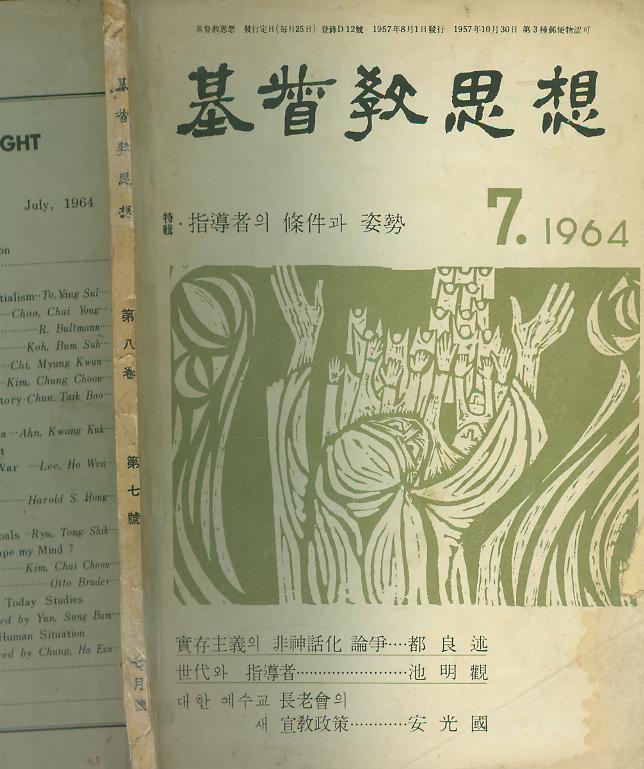 GHT
July, 1964
on
tialism To, Yang Sul
Choo, Chai Yong
R. Bultmann
Koh, Bum Suh
Chi, Myung Kwan
Kim, Chung Choon
tory Chun, Taik Boo
a Ahn, Kwang Kuk
t
War Lee, Ho Won
Harold S. Hong
oals Ryu, Tong Shik
ape my Mind ?
Kim, Chai Choon
Otto Bruder
Today Studies
ed by Yun, Sung Bum
Human Situation
ved by Chung, Ha Eun
基督敎思想
第八卷
第七號
七月號
基督敎思想 發行定日(每月25日) 登錄D12號 1957年8月1日發行 1957年10月30日 第3種郵便物認可
基督敎思想
7. 1964
特輯・指導者의 條件과 姿勢
實存主義의 非神話化 論爭····都良述
世代와 指導者······················池明觀
대한 예수교 長老會의
새 宣敎政策···········安光國